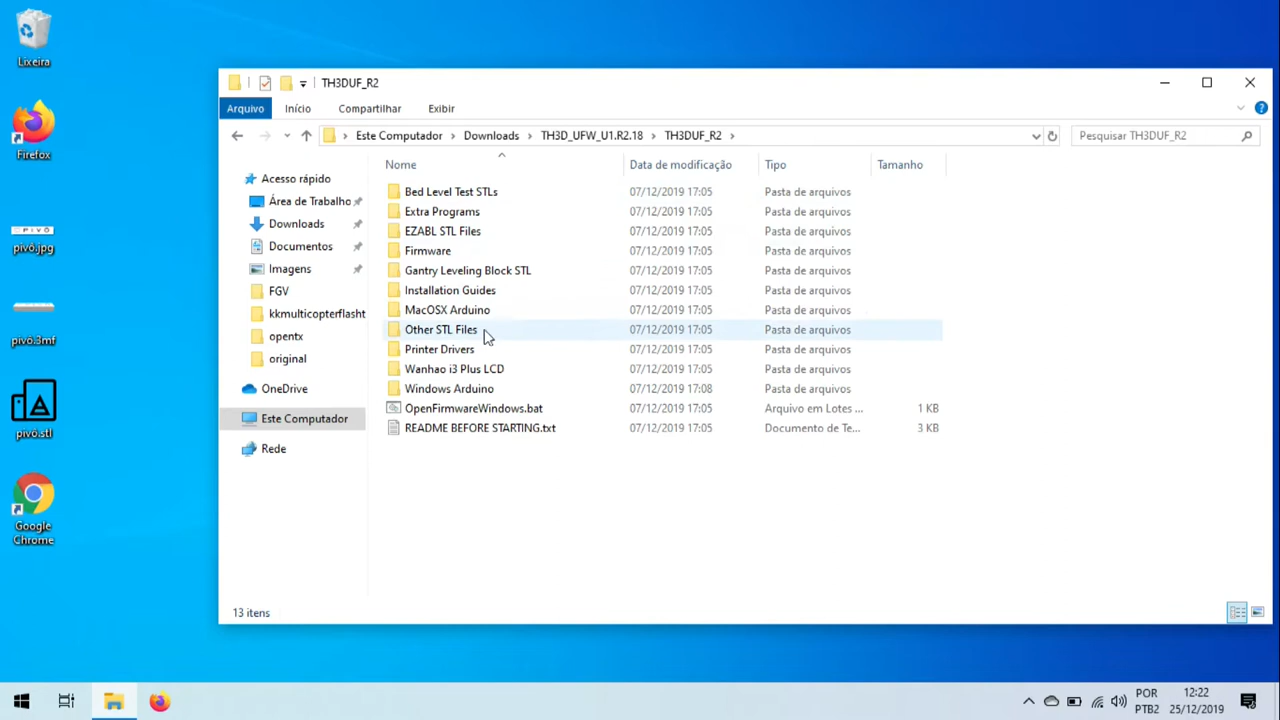 Lixeira
Firefox
PIVÔ
pivô.jpg
pivô.3mf
pivô.stl
Google
Chrome
TH3DUF_R2
Arquivo Início Compartilhar Exibir
Este Computador Downloads TH3D_UFW_U1.R2.18 TH3DUF_R2
Pesquisar TH3DUF_R2
Acesso rápido
Área de Trabalho
Downloads
Documentos
Imagens
FGV
kkmulticopterflasht
opentx
original
OneDrive
Este Computador
Rede
Nome Data de modificação Tipo Tamanho
Bed Level Test STLs 07/12/2019 17:05 Pasta de arquivos
Extra Programs 07/12/2019 17:05 Pasta de arquivos
EZABL STL Files 07/12/2019 17:05 Pasta de arquivos
Firmware 07/12/2019 17:05 Pasta de arquivos
Gantry Leveling Block STL 07/12/2019 17:05 Pasta de arquivos
Installation Guides 07/12/2019 17:05 Pasta de arquivos
MacOSX Arduino 07/12/2019 17:05 Pasta de arquivos
Other STL Files 07/12/2019 17:05 Pasta de arquivos
Printer Drivers 07/12/2019 17:05 Pasta de arquivos
Wanhao i3 Plus LCD 07/12/2019 17:05 Pasta de arquivos
Windows Arduino 07/12/2019 17:08 Pasta de arquivos
OpenFirmwareWindows.bat 07/12/2019 17:05 Arquivo em Lotes ... 1 KB
README BEFORE STARTING.txt 07/12/2019 17:05 Documento de Te... 3 KB
13 itens
POR
PTB2
12:22
25/12/2019